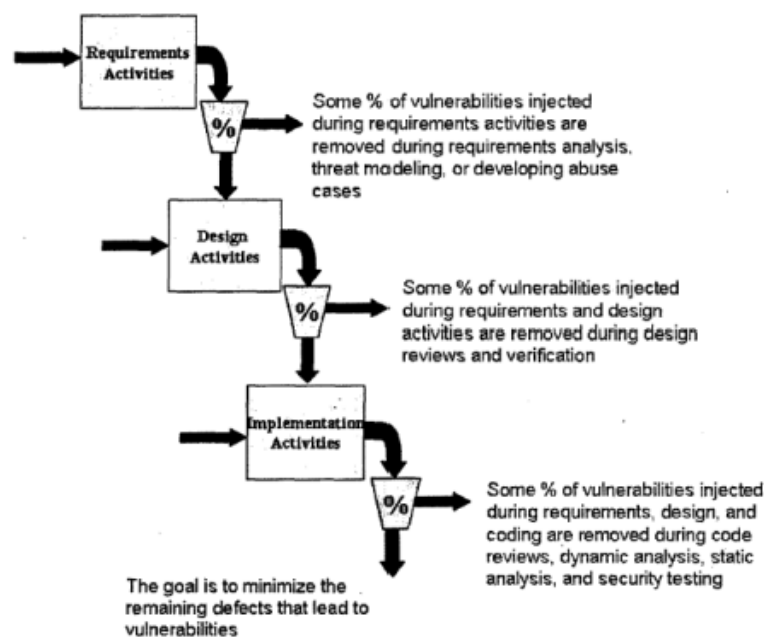 Requirements
Activities
%
Some % of vulnerabilities injected
during requirements activities are
removed during requirements analysis,
threat modeling, or developing abuse
cases
Design
Activities
%
Some % of vulnerabilities injected
during requirements and design
activities are removed during design
reviews and verification
Implementation
Activities
%
Some % of vulnerabilities injected
during requirements, design, and
coding are removed during code
reviews, dynamic analysis, static
analysis, and security testing
The goal is to minimize the
remaining defects that lead to
vulnerabilities